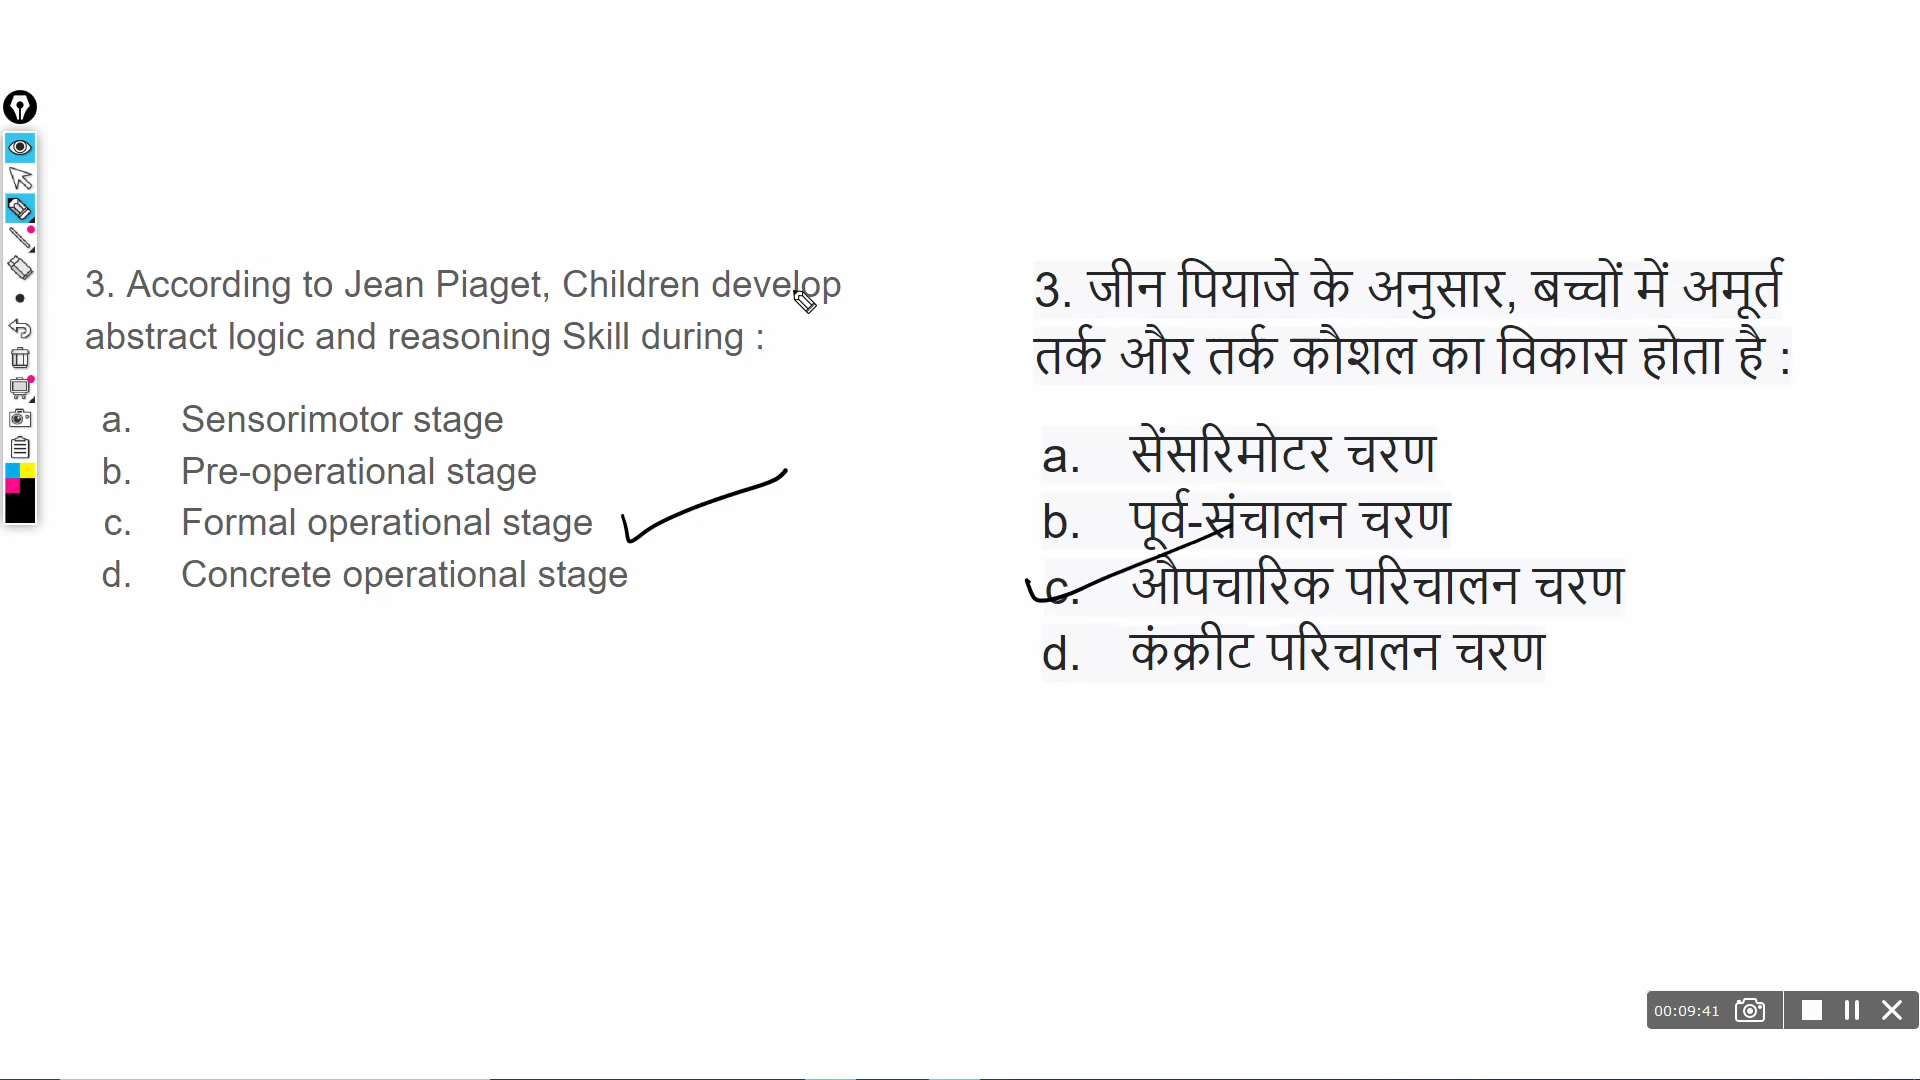 3. According to Jean Piaget, Children develop
abstract logic and reasoning Skill during :
a. Sensorimotor stage
b. Pre-operational stage
c. Formal operational stage
d. Concrete operational stage
3. जीन पियाजे के अनुसार, बच्चों में अमूर्त
तर्क और तर्क कौशल का विकास होता है :
a. सेंसरिमोटर चरण
b. पूर्व-संचालन चरण
c. औपचारिक परिचालन चरण
d. कंक्रीट परिचालन चरण
00:09:41